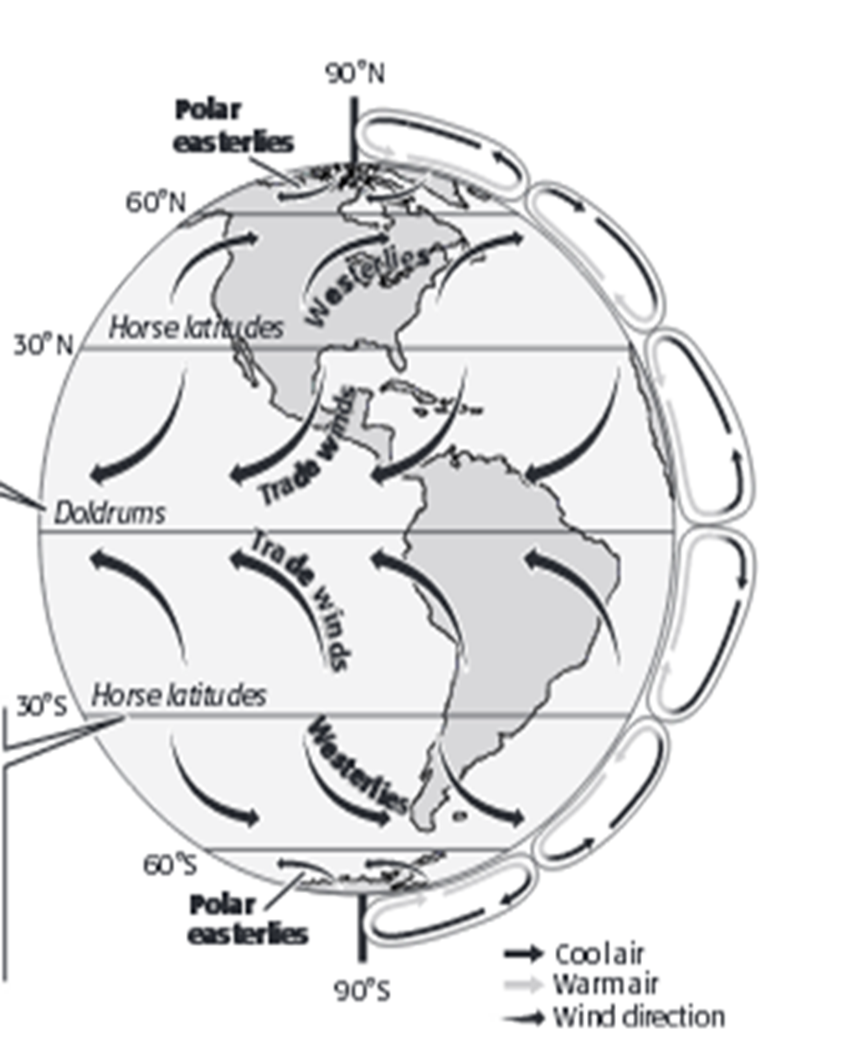 90°N
Polar
easterlies
60°N
Westerlies
Horse latitudes
30°N
Trade winds
Doldrums
Trade winds
Horse latitudes
30°S
Westerlies
60°S
Polar
easterlies
90°S
Cool air
Warm air
Wind direction